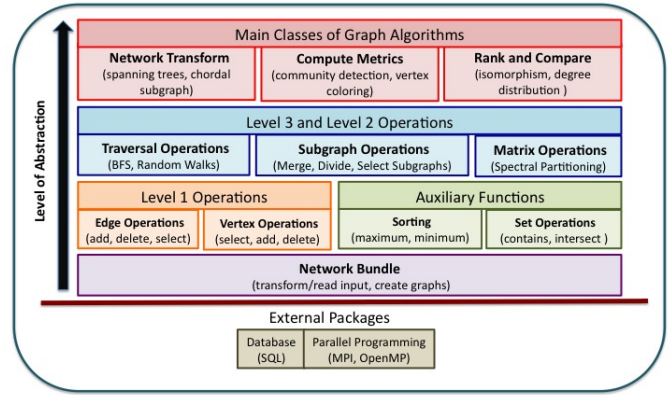 Main Classes of Graph Algorithms
Network Transform
(spanning trees, chordal
subgraph)
Compute Metrics
(community detection, vertex
coloring)
Rank and Compare
(isomorphism, degree
distribution )
Level 3 and Level 2 Operations
Traversal Operations
(BFS, Random Walks)
Subgraph Operations
(Merge, Divide, Select Subgraphs)
Matrix Operations
(Spectral Partitioning)
Level 1 Operations
Edge Operations
(add, delete, select)
Vertex Operations
(select, add, delete)
Auxiliary Functions
Sorting
(maximum, minimum)
Set Operations
(contains, intersect )
Network Bundle
(transform/read input, create graphs)
Level of Abstraction
External Packages
Database
(SQL)
Parallel Programming
(MPI, OpenMP)